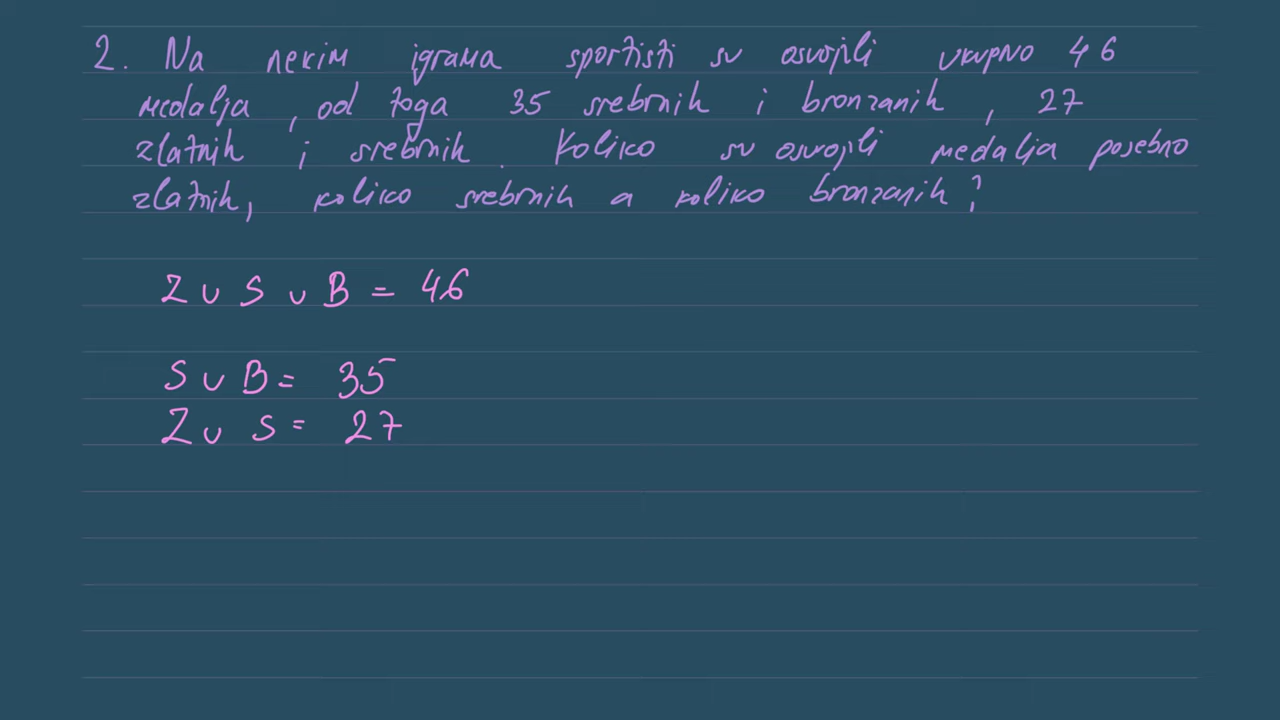 2. Na nekim igrama sportisti su osvojili ukupno 46
medalja, od toga 35 srebrnih i bronzanih, 27
zlatnih i srebrnih. Koliko su osvojili medalja posebno
zlatnih, koliko srebrnih a koliko bronzanih?
Z ∪ S ∪ B = 46
S ∪ B = 35
Z ∪ S = 27